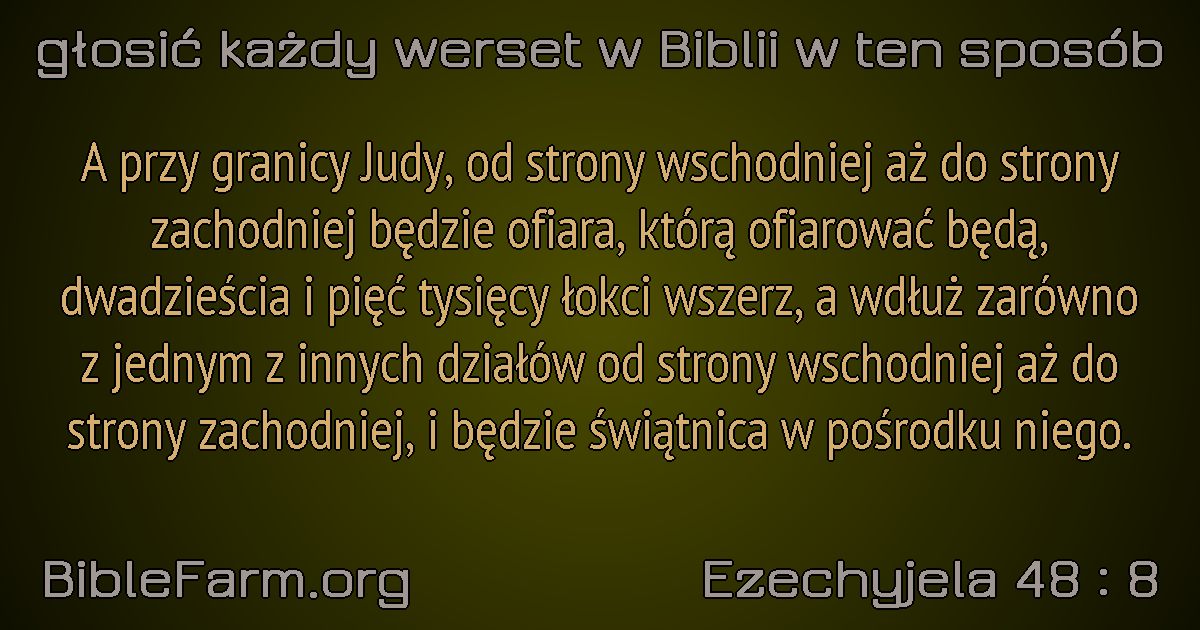 głosić każdy werset w Biblii w ten sposób
A przy granicy Judy, od strony wschodniej aż do strony
zachodniej będzie ofiara, którą ofiarować będą,
dwadzieścia i pięć tysięcy łokci wszerz, a wdłuż zarówno
z jednym z innych działów od strony wschodniej aż do
strony zachodniej, i będzie świątnica w pośrodku niego.
BibleFarm.org
Ezechyjela 48 : 8